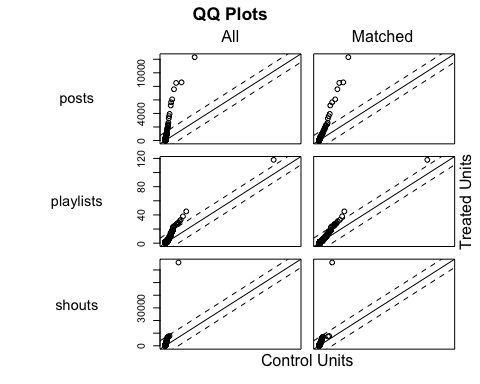 QQ Plots
All Matched
posts
0 4000 10000
playlists
0 40 80 120
shouts
0 30000
Treated Units
Control Units